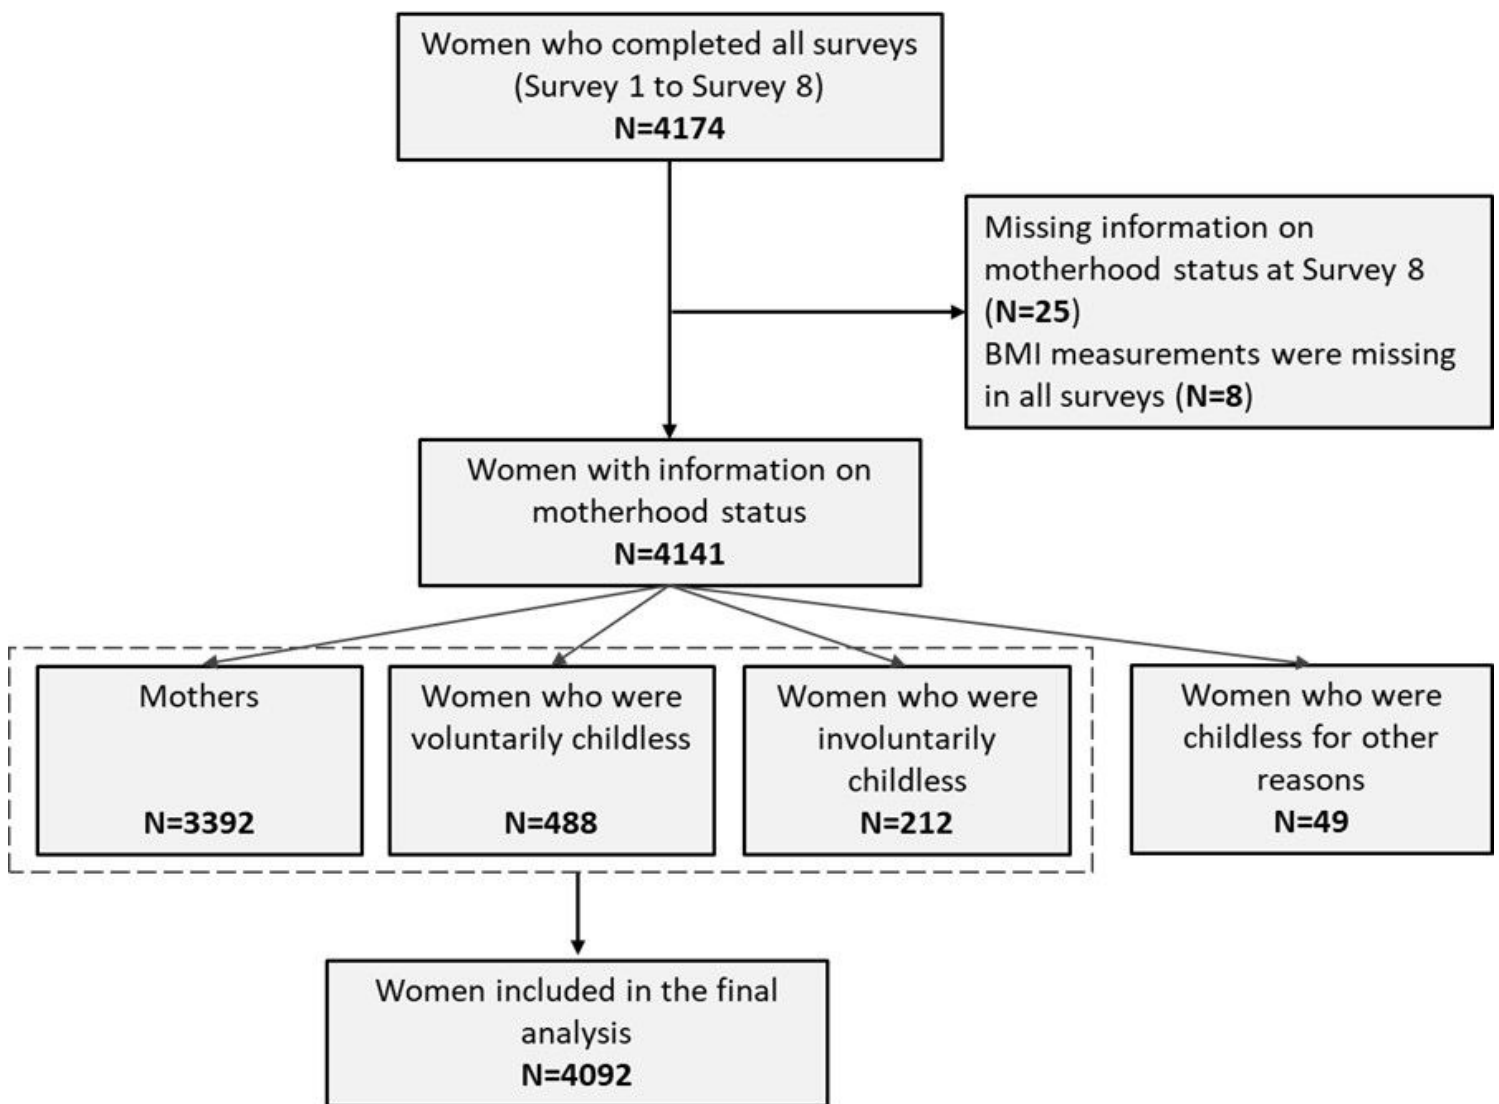 Women who completed all surveys
(Survey 1 to Survey 8)
N=4174
Missing information on
motherhood status at Survey 8
(N=25)
BMI measurements were missing
in all surveys (N=8)
Women with information on
motherhood status
N=4141
Mothers
N=3392
Women who were
voluntarily childless
N=488
Women who were
involuntarily
childless
N=212
Women who were
childless for other
reasons
N=49
Women included in the final
analysis
N=4092